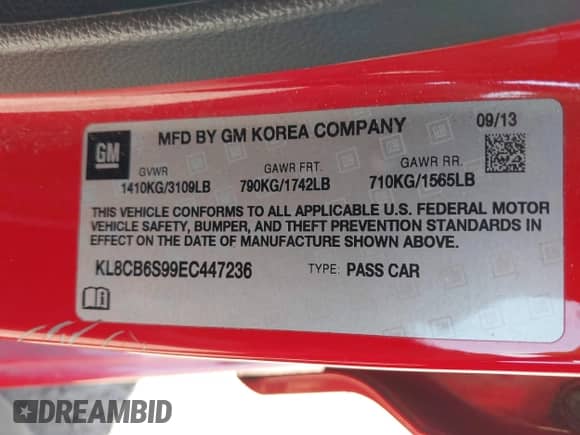 GM
MFD BY GM KOREA COMPANY
09/13
GVWR
1410KG/3109LB
GAWR FRT.
790KG/1742LB
GAWR RR.
710KG/1565LB
THIS VEHICLE CONFORMS TO ALL APPLICABLE U.S. FEDERAL MOTOR
VEHICLE SAFETY, BUMPER, AND THEFT PREVENTION STANDARDS IN
EFFECT ON THE DATE OF MANUFACTURE SHOWN ABOVE.
KL8CB6S99EC447236
TYPE: PASS CAR
DREAMBID